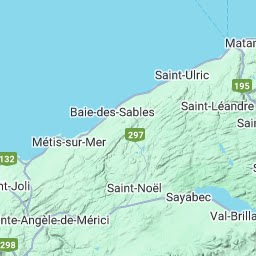 Matan
Saint-Ulric
195
Saint-Léandre
Baie-des-Sables
Sain
297
Métis-sur-Mer
132
Sai
nt-Joli
Saint-Noël
Sayabec
Val-Brilla
nte-Angèle-de-Mérici
298